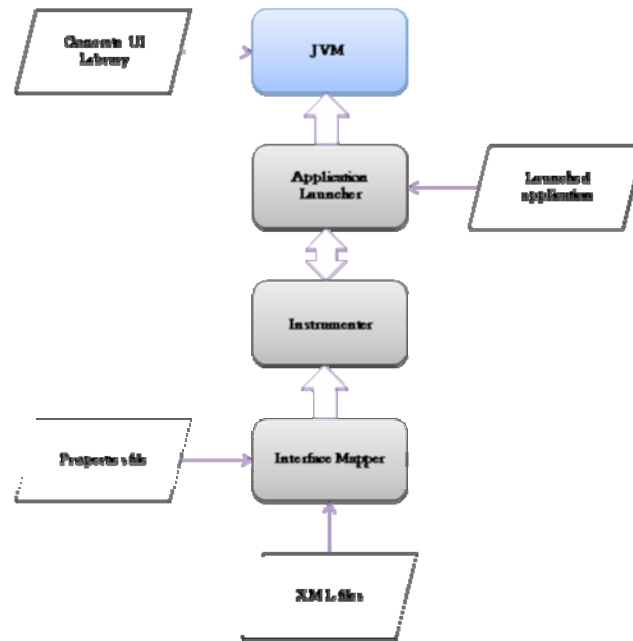 Generic UI
Library
JVM
Application
Launcher
Launched
application
Instrumenter
Properties file
Interface Mapper
XML files